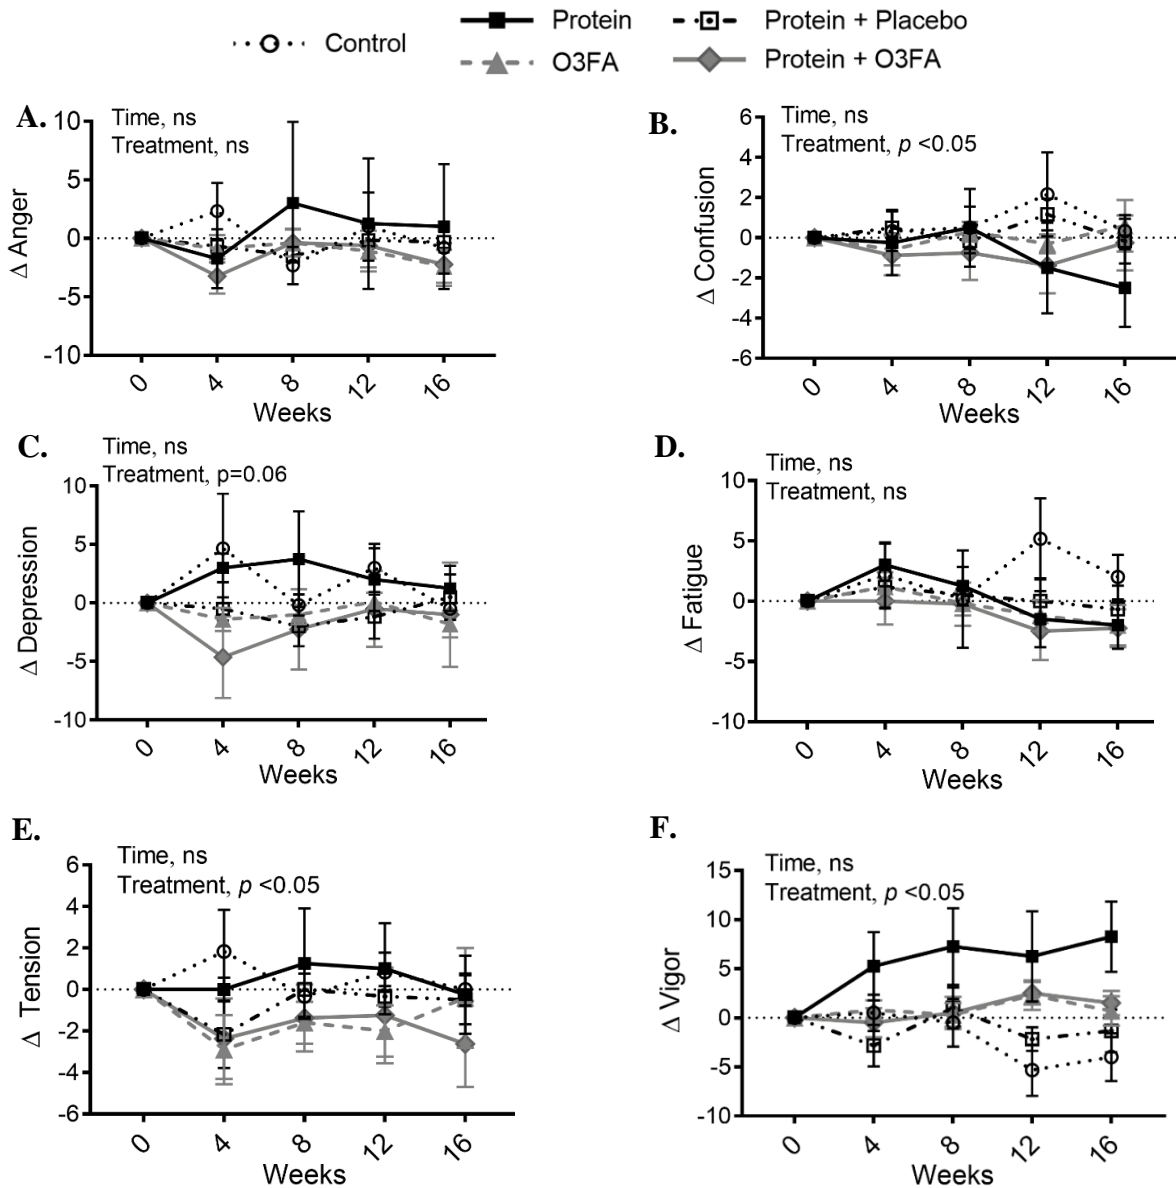 Control
Protein
O3FA
Protein + Placebo
Protein + O3FA
A.
Time, ns
Treatment, ns
Δ Anger
10
5
0
-5
-10
0 4 8 12 16
Weeks
B.
Time, ns
Treatment, p <0.05
Δ Confusion
6
4
2
0
-2
-4
-6
0 4 8 12 16
Weeks
C.
Time, ns
Treatment, p=0.06
Δ Depression
10
5
0
-5
-10
0 4 8 12 16
Weeks
D.
Time, ns
Treatment, ns
Δ Fatigue
10
5
0
-5
-10
0 4 8 12 16
Weeks
E.
Time, ns
Treatment, p <0.05
Δ Tension
6
4
2
0
-2
-4
-6
0 4 8 12 16
Weeks
F.
Time, ns
Treatment, p <0.05
Δ Vigor
15
10
5
0
-5
-10
0 4 8 12 16
Weeks